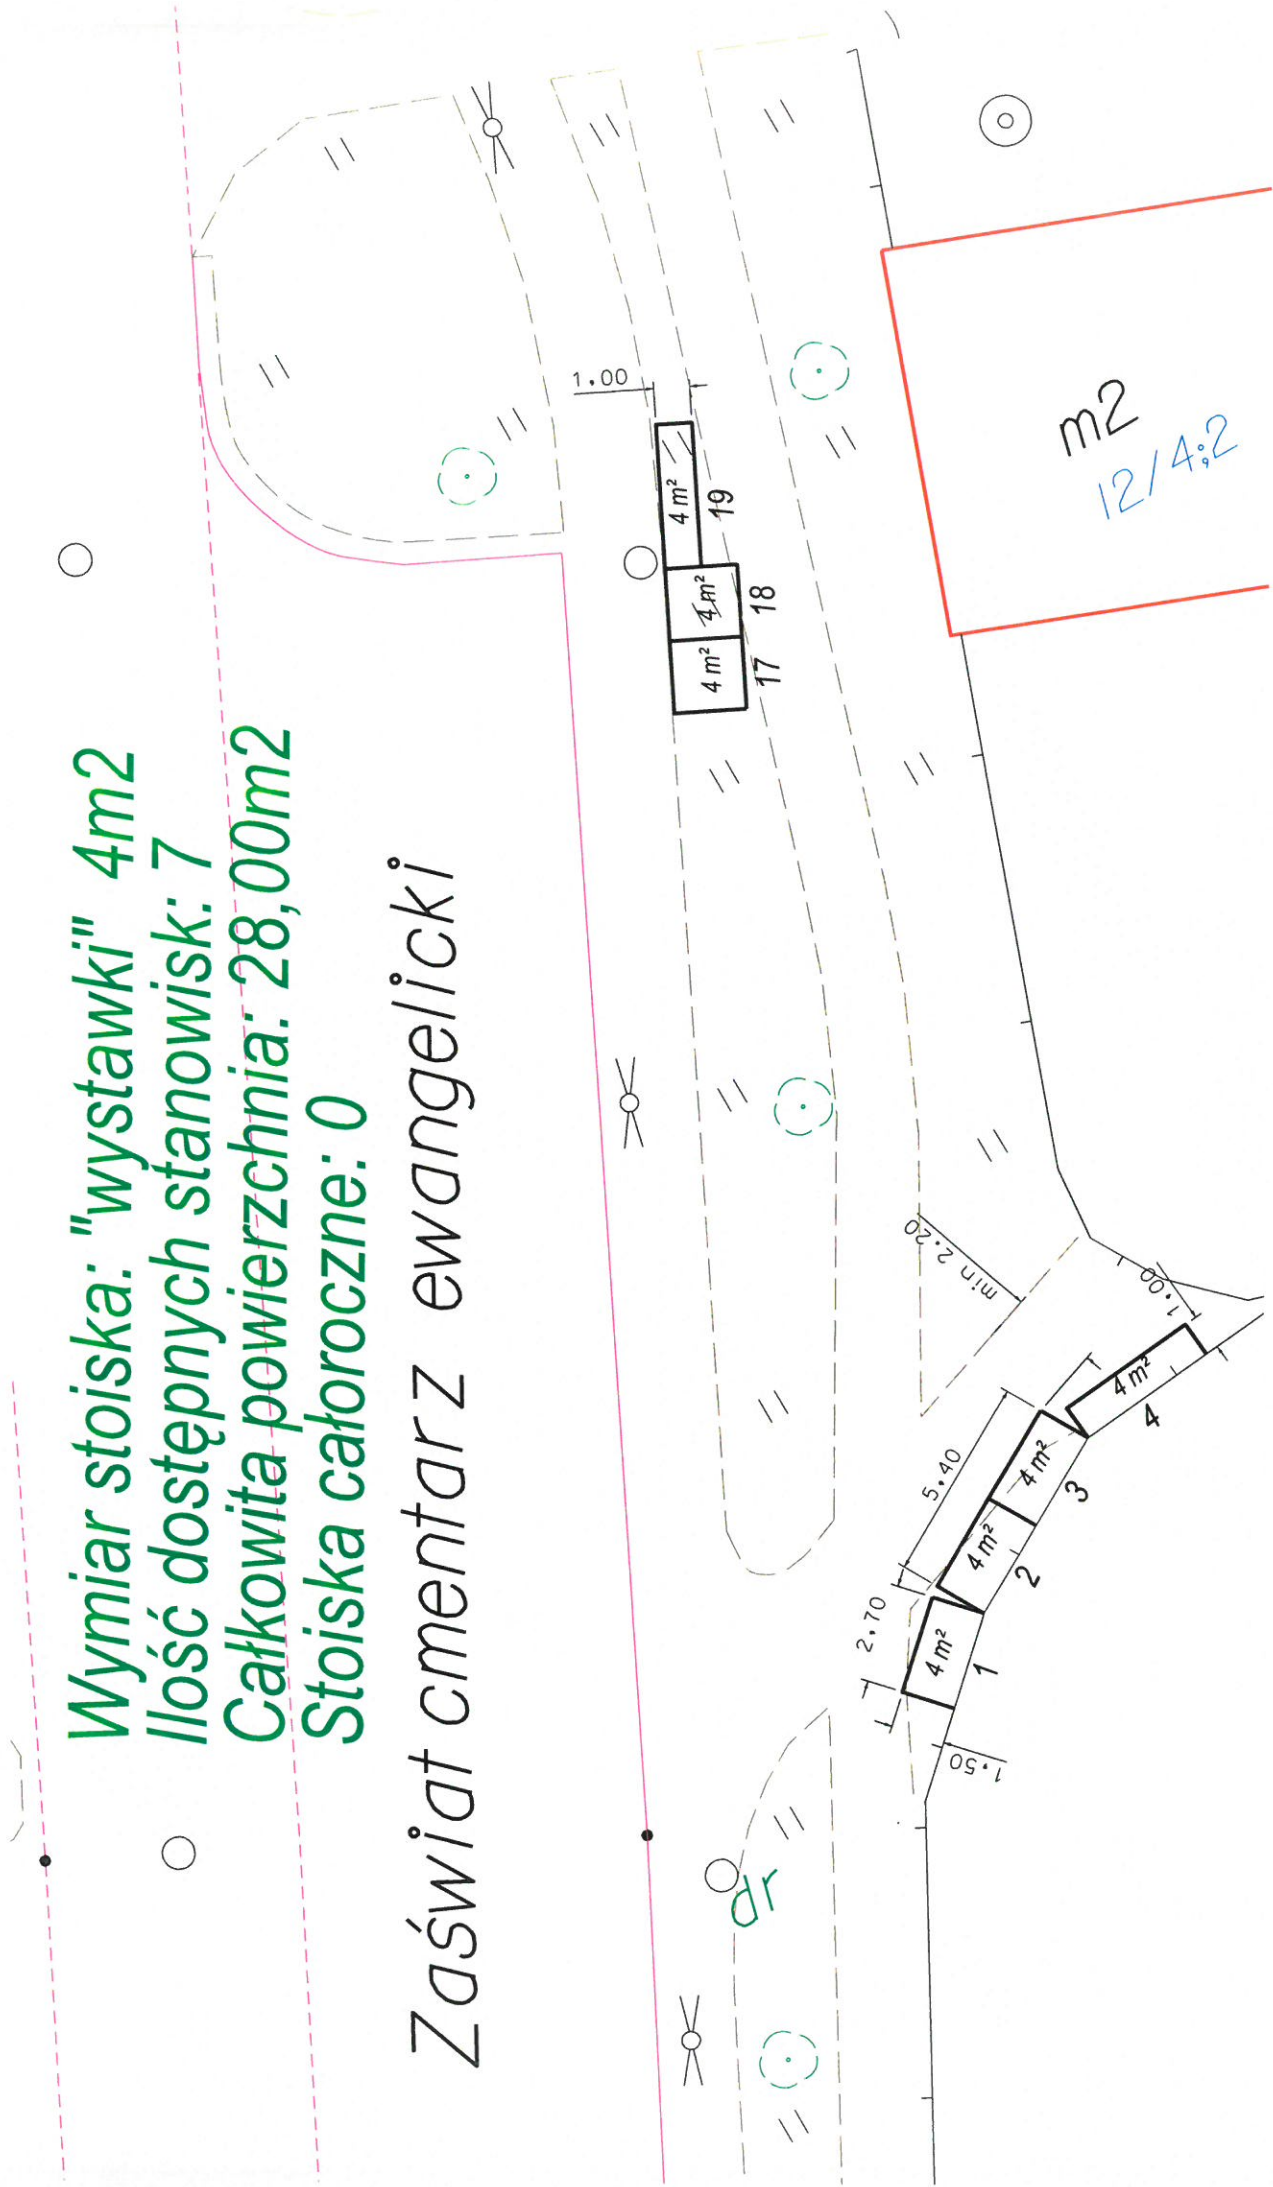 Wymiar stoiska: "wystawki" 4m2
Ilość dostępnych stanowisk: 7
Całkowita powierzchnia: 28,00m2
Stoiska całoroczne: 0
Zaświat cmentarz ewangelicki
1.00
4 m²
19
4 m²
18
4 m²
17
m2
12/4;2
min 2.20
1.00
4 m²
4
5.40
4 m²
3
4 m²
2
2.70
4 m²
1
1.50
dr